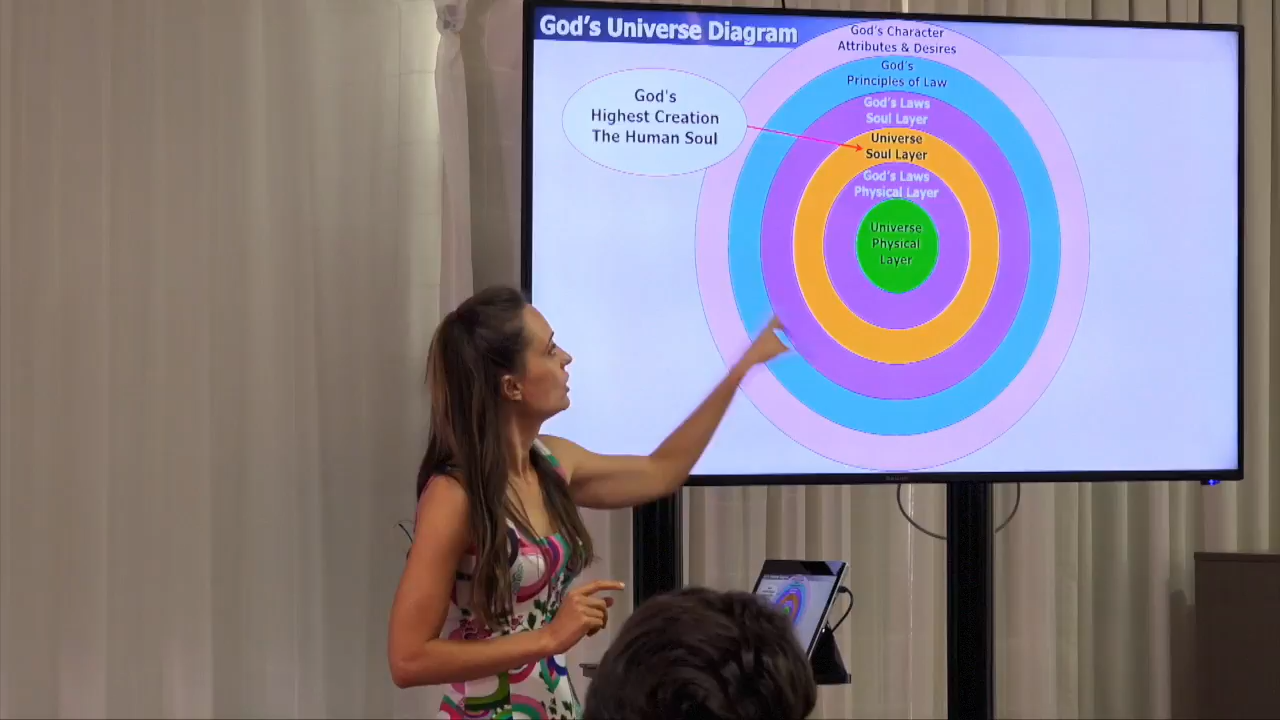 God's Universe Diagram
God's Character
Attributes & Desires
God's
Principles of Law
God's Laws
Soul Layer
God's
Highest Creation
The Human Soul
Universe
Soul Layer
God's Laws
Physical Layer
Universe
Physical
Layer